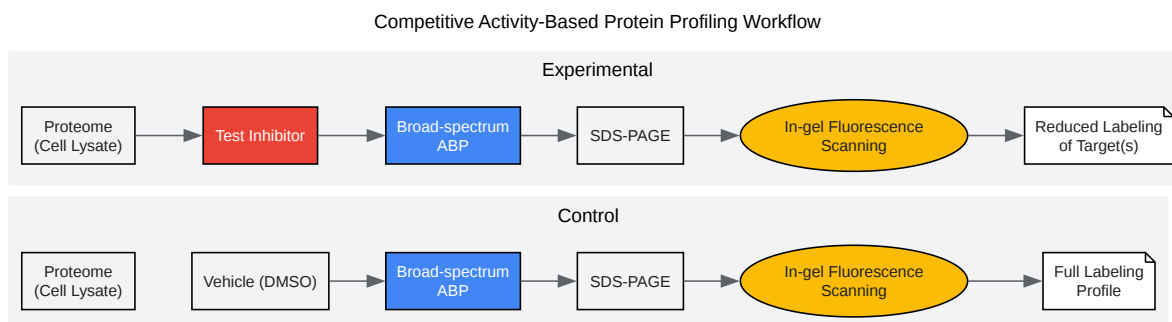 Competitive Activity-Based Protein Profiling Workflow
Experimental
Proteome
(Cell Lysate)
Test Inhibitor
Broad-spectrum
ABP
SDS-PAGE
In-gel Fluorescence
Scanning
Reduced Labeling
of Target(s)
Control
Proteome
(Cell Lysate)
Vehicle (DMSO)
Broad-spectrum
ABP
SDS-PAGE
In-gel Fluorescence
Scanning
Full Labeling
Profile